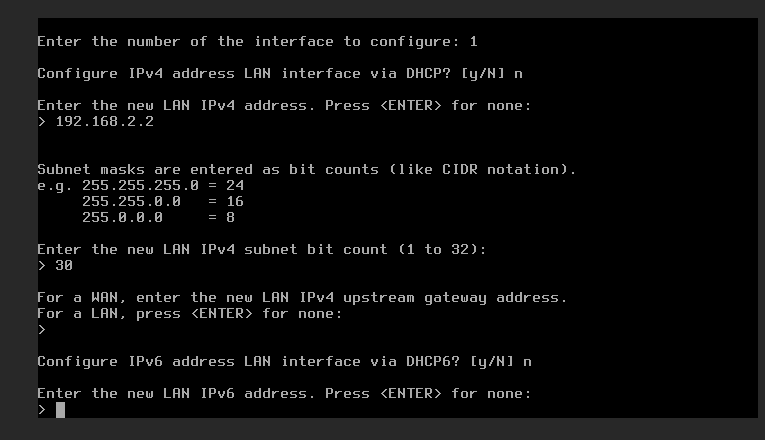 Enter the number of the interface to configure: 1
Configure IPv4 address LAN interface via DHCP? [y/N] n
Enter the new LAN IPv4 address. Press <ENTER> for none:
> 192.168.2.2
Subnet masks are entered as bit counts (like CIDR notation).
e.g. 255.255.255.0 = 24
     255.255.0.0   = 16
     255.0.0.0     = 8
Enter the new LAN IPv4 subnet bit count (1 to 32):
> 30
For a WAN, enter the new LAN IPv4 upstream gateway address.
For a LAN, press <ENTER> for none:
>
Configure IPv6 address LAN interface via DHCP6? [y/N] n
Enter the new LAN IPv6 address. Press <ENTER> for none:
>